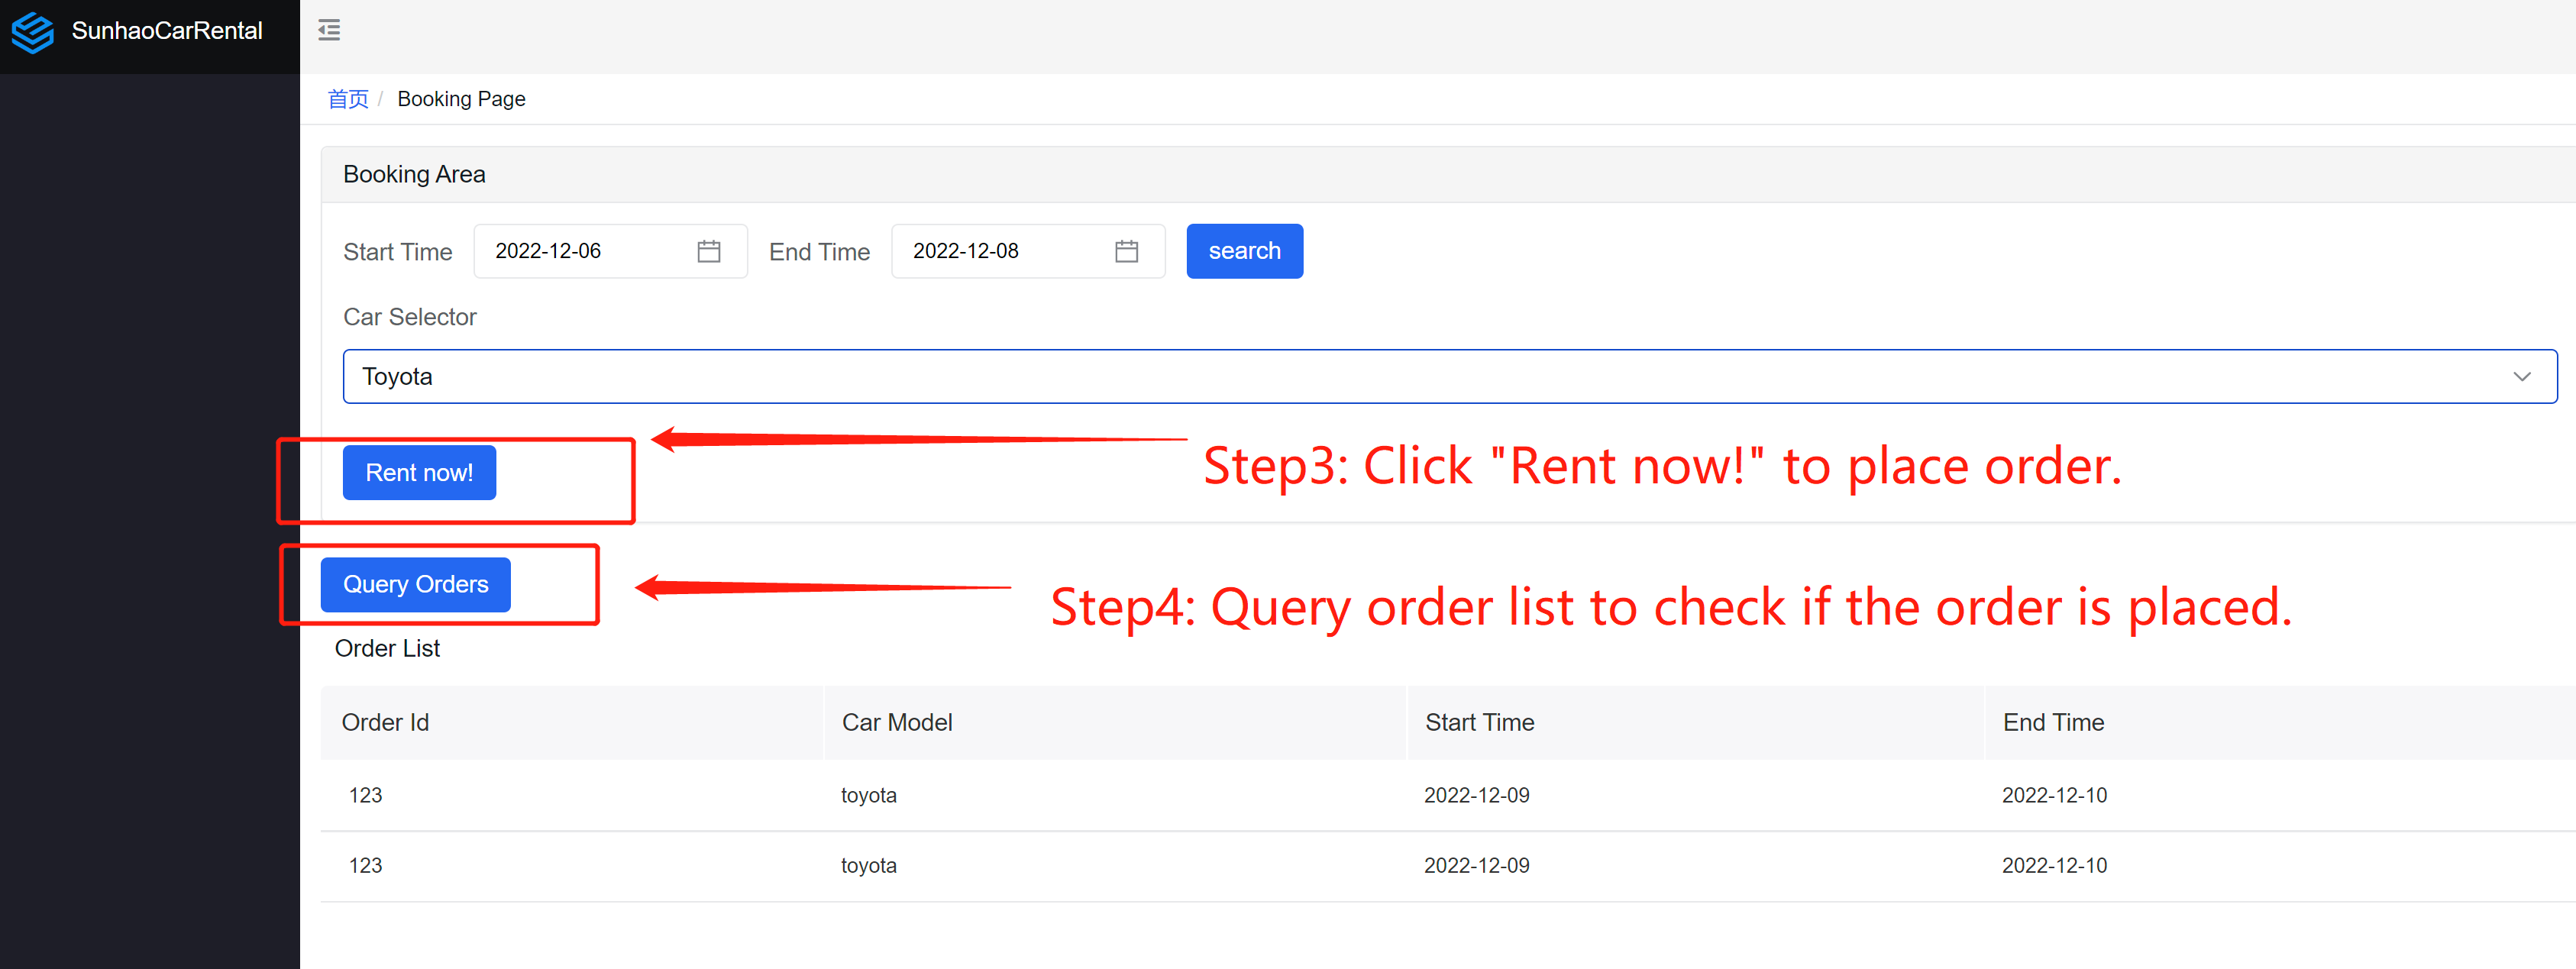 SunhaoCarRental
首页 / Booking Page
Booking Area
Start Time 2022-12-06 End Time 2022-12-08 search
Car Selector
Toyota
Rent now!
Step3: Click "Rent now!" to place order.
Query Orders
Step4: Query order list to check if the order is placed.
Order List
Order Id Car Model Start Time End Time
123 toyota 2022-12-09 2022-12-10
123 toyota 2022-12-09 2022-12-10